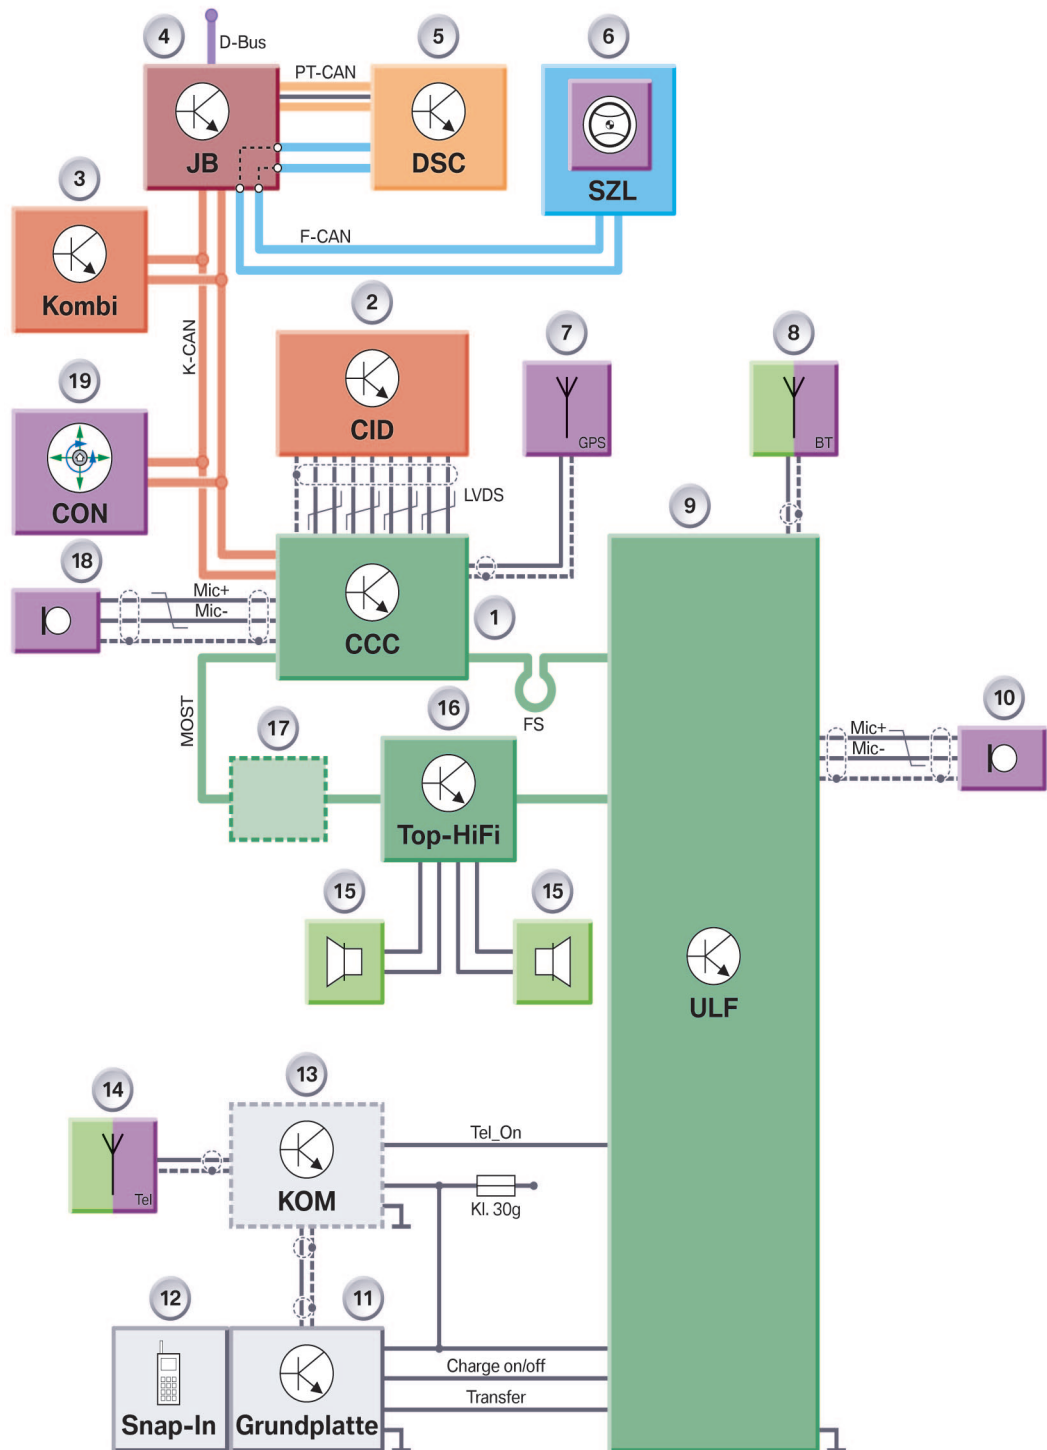 4
D-Bus
5
6
PT-CAN
JB
DSC
SZL
3
F-CAN
Kombi
2
7
8
K-CAN
19
CID
GPS
BT
CON
LVDS
9
18
Mic+
Mic-
CCC
1
MOST
FS
16
17
10
Mic+
Mic-
Top-HiFi
15
15
ULF
13
14
Tel_On
Tel
KOM
Kl. 30g
12
11
Charge on/off
Transfer
Snap-In
Grundplatte